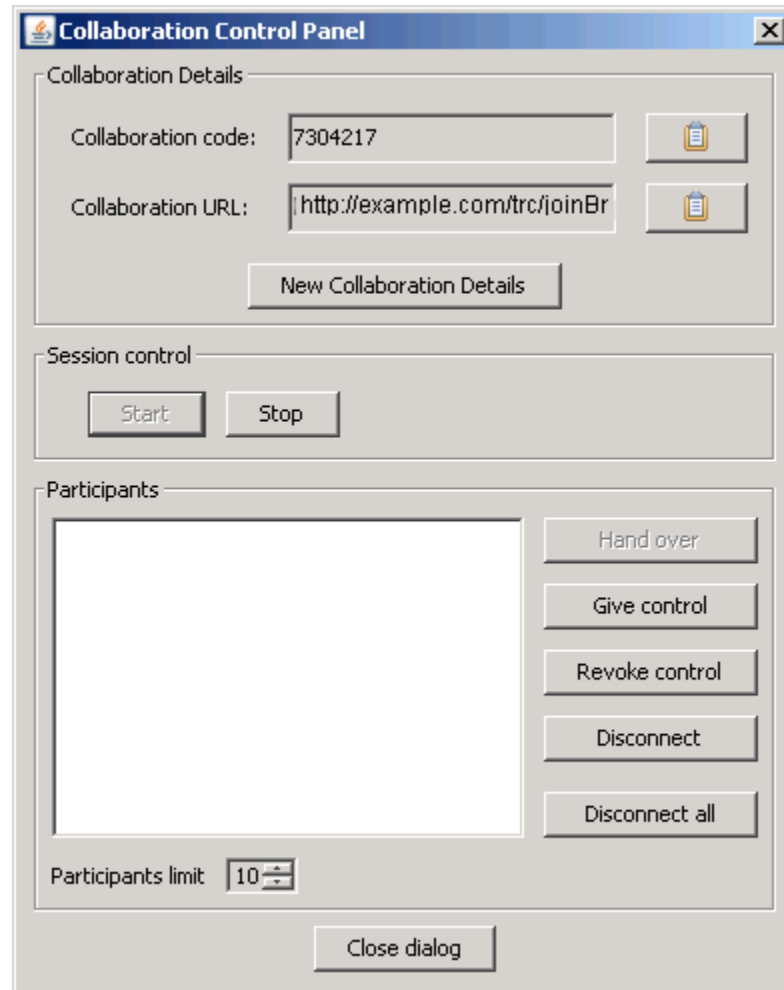 Collaboration Control Panel
Collaboration Details
Collaboration code: 7304217
Collaboration URL: http://example.com/trc/joinBr
New Collaboration Details
Session control
Start Stop
Participants
Hand over
Give control
Revoke control
Disconnect
Disconnect all
Participants limit 10
Close dialog